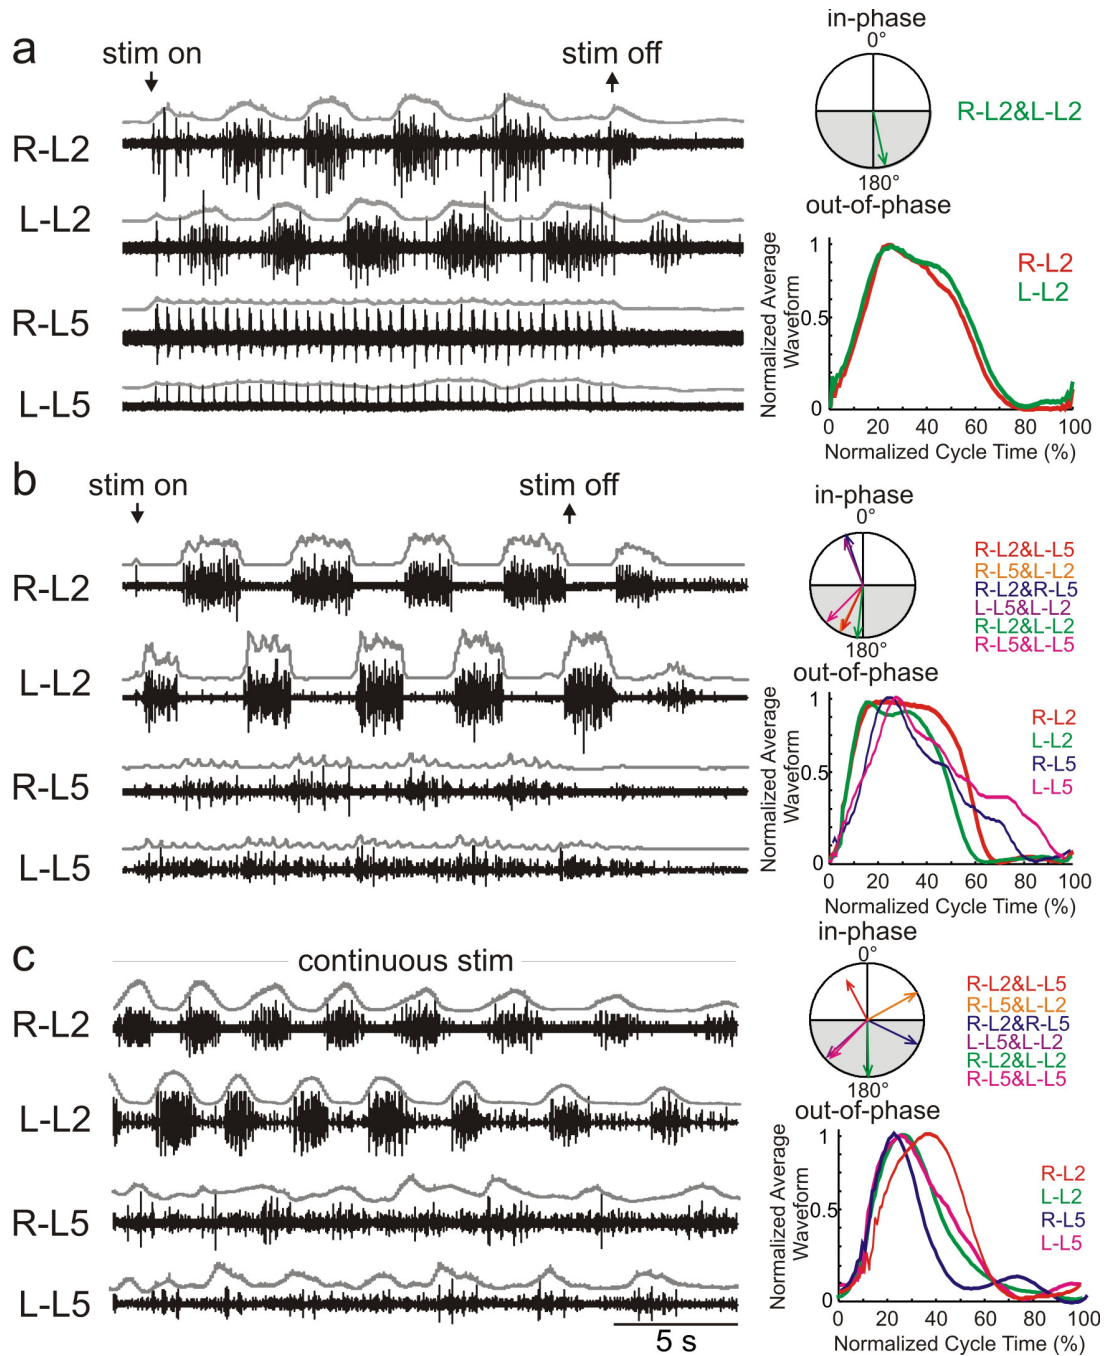 a
stim on
stim off
R-L2
L-L2
R-L5
L-L5
in-phase
0°
R-L2&L-L2
180°
out-of-phase
Normalized Average
Waveform
1
0.5
0
R-L2
L-L2
0 20 40 60 80 100
Normalized Cycle Time (%)
b
stim on
stim off
R-L2
L-L2
R-L5
L-L5
in-phase
0°
R-L2&L-L5
R-L5&L-L2
R-L2&R-L5
L-L5&L-L2
R-L2&L-L2
R-L5&L-L5
180°
out-of-phase
Normalized Average
Waveform
1
0.5
0
R-L2
L-L2
R-L5
L-L5
0 20 40 60 80 100
Normalized Cycle Time (%)
c
continuous stim
R-L2
L-L2
R-L5
L-L5
5 s
in-phase
0°
R-L2&L-L5
R-L5&L-L2
R-L2&R-L5
L-L5&L-L2
R-L2&L-L2
R-L5&L-L5
180°
out-of-phase
Normalized Average
Waveform
1
0.5
0
R-L2
L-L2
R-L5
L-L5
0 20 40 60 80 100
Normalized Cycle Time (%)